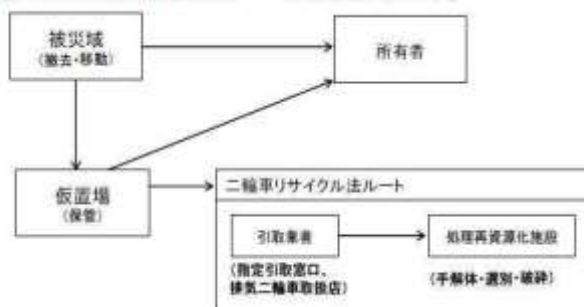 被災域
(撤去・移動)
所有者
仮置場
(保管)
二輪車リサイクル法ルート
引取業者
処理再資源化施設
(指定引取窓口、
排気二輪車取扱店)
(手解体・選別・破砕)